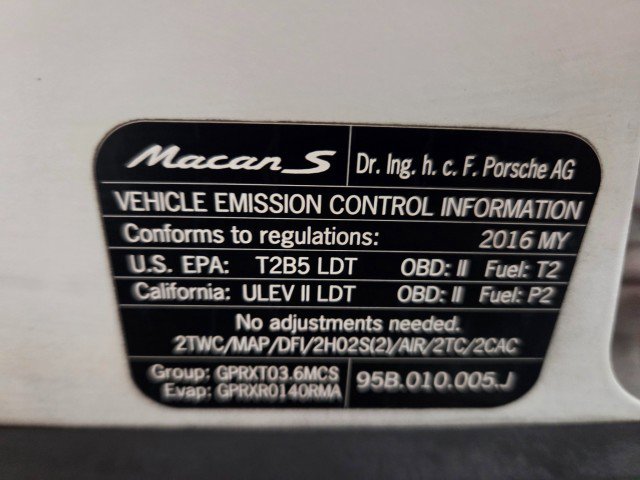 Macan S Dr. Ing. h. c. F. Porsche AG
VEHICLE EMISSION CONTROL INFORMATION
Conforms to regulations: 2016 MY
U.S. EPA: T2B5 LDT OBD: II Fuel: T2
California: ULEV II LDT OBD: II Fuel: P2
No adjustments needed.
2TWC/MAP/DFI/2HO2S(2)/AIR/2TC/2CAC
Group: GPRXT03.6MCS
Evap: GPRXR0140RMA
95B.010.005.J